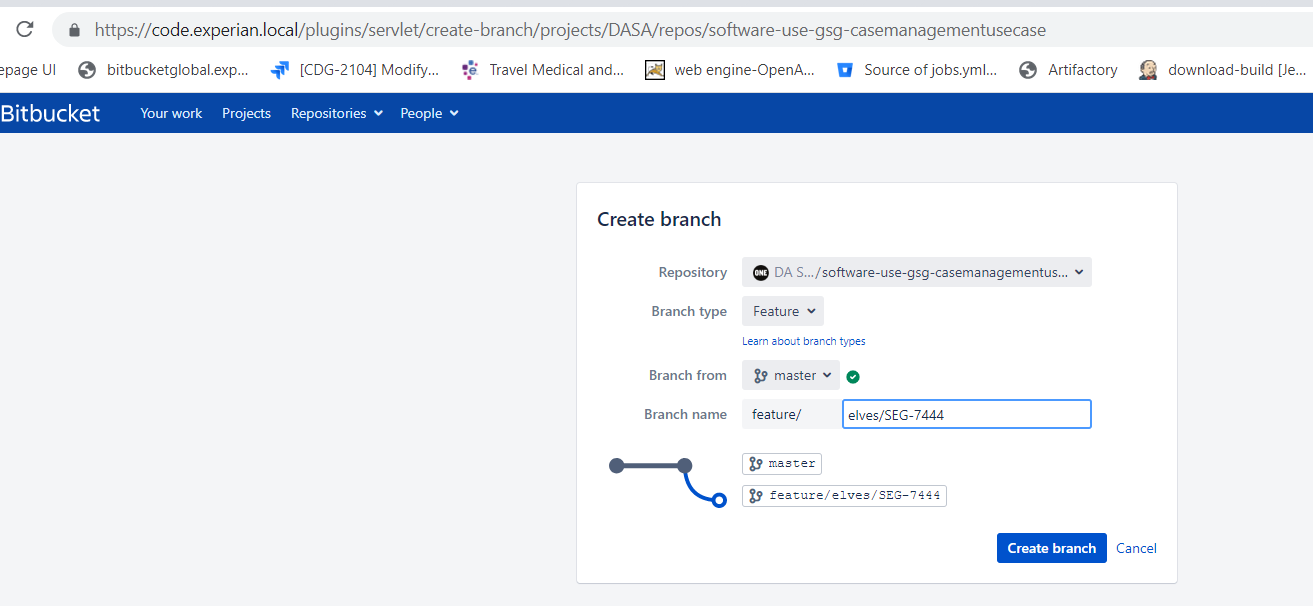 https://code.experian.local/plugins/servlet/create-branch/projects/DASA/repos/software-use-gsg-casemanagementusecase
epage UI bitbucketglobal.exp... [CDG-2104] Modify,... Travel Medical and... web engine-OpenA... Source of jobs.yml,... Artifactory download-build [Je...
Bitbucket Your work Projects Repositories People
Create branch
Repository ONE DA S.../software-use-gsg-casemanagementus...
Branch type Feature
Learn about branch types
Branch from master
Branch name feature/ elves/SEG-7444
master
feature/elves/SEG-7444
Create branch Cancel